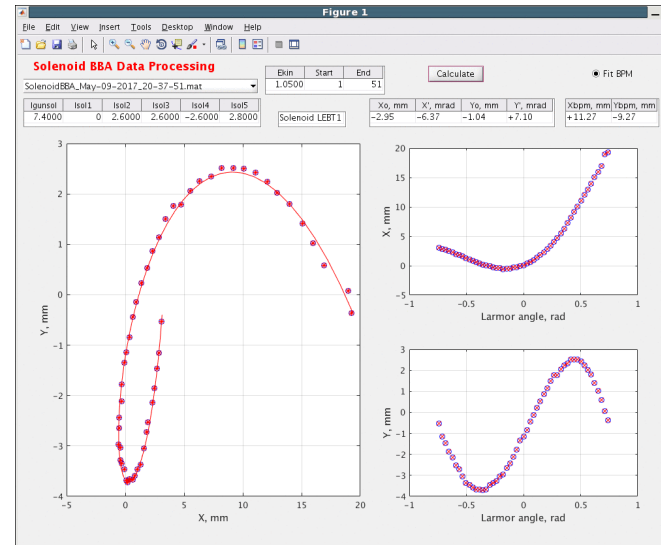 Figure 1
File Edit View Insert Tools Desktop Window Help
Solenoid BBA Data Processing
SolenoidBBA_May-09-2017_20-37-51.mat
Ekin Start End
1.0500 1 51
Calculate
Fit BPM
Igunsol Isol1 Isol2 Isol3 Isol4 Isol5
7.4000 0 2.6000 2.6000 -2.6000 2.8000
Solenoid LEBT1
Xo, mm X', mrad Yo, mm Y', mrad
-2.95 -6.37 -1.04 +7.10
Xbpm, mm Ybpm, mm
+11.27 -9.27
3
2
1
0
-1
-2
-3
-4
Y, mm
-5 0 5 10 15 20
X, mm
20
15
10
5
0
-5
X, mm
-1 -0.5 0 0.5 1
Larmor angle, rad
3
2
1
0
-1
-2
-3
-4
Y, mm
-1 -0.5 0 0.5 1
Larmor angle, rad